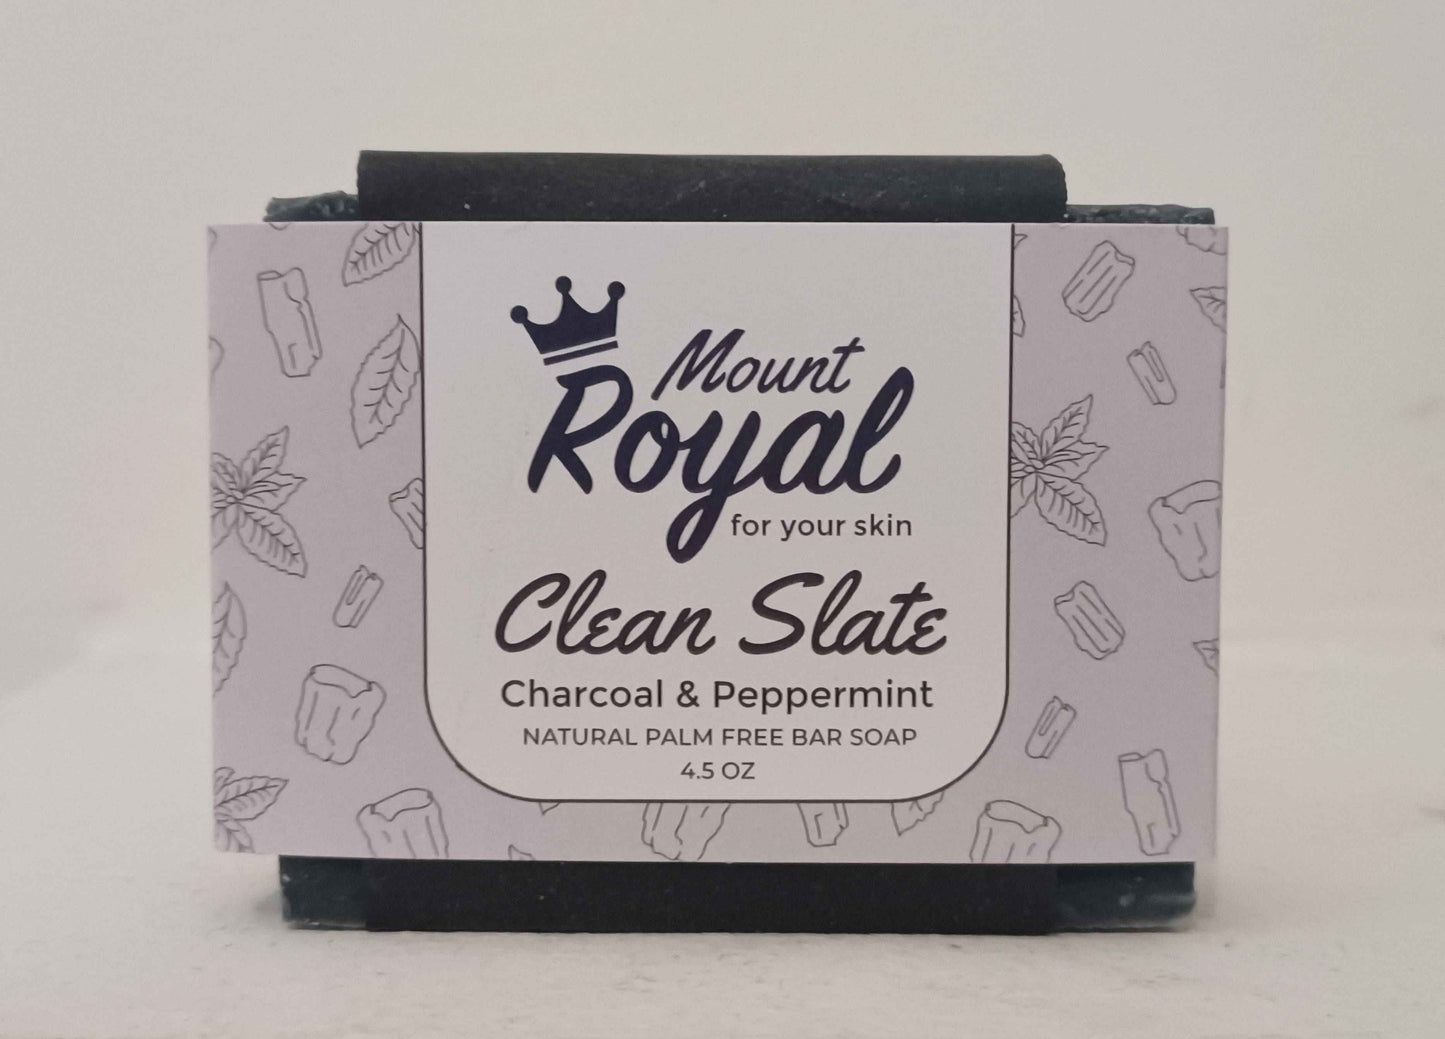 Mount
Royal
for your skin
Clean Slate
Charcoal & Peppermint
NATURAL PALM FREE BAR SOAP
4.5 OZ